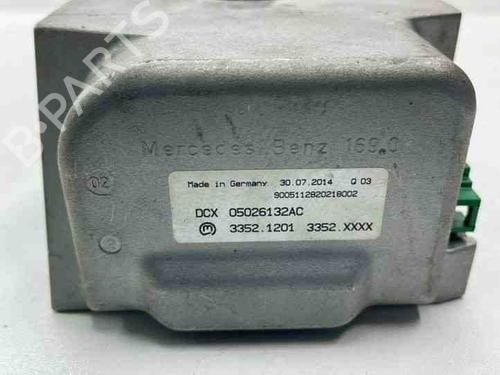 B-PARTS
Mercedes Benz 169.0
02
Made in Germany 30.07.2014 Q 03
9005112820218002
DCX 05026132AC
m 3352.1201 3352.XXXX